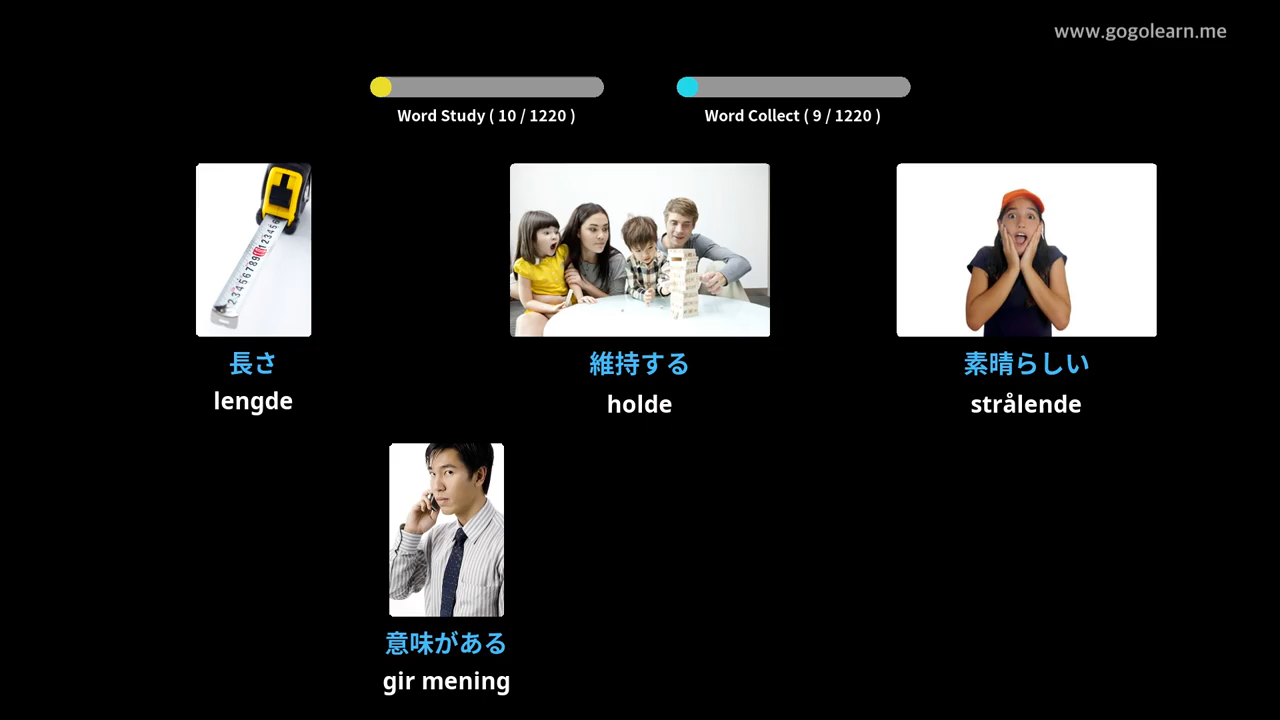 www.gogolearn.me
Word Study ( 10 / 1220 )
Word Collect ( 9 / 1220 )
長さ
lengde
維持する
holde
素晴らしい
strålende
意味がある
gir mening